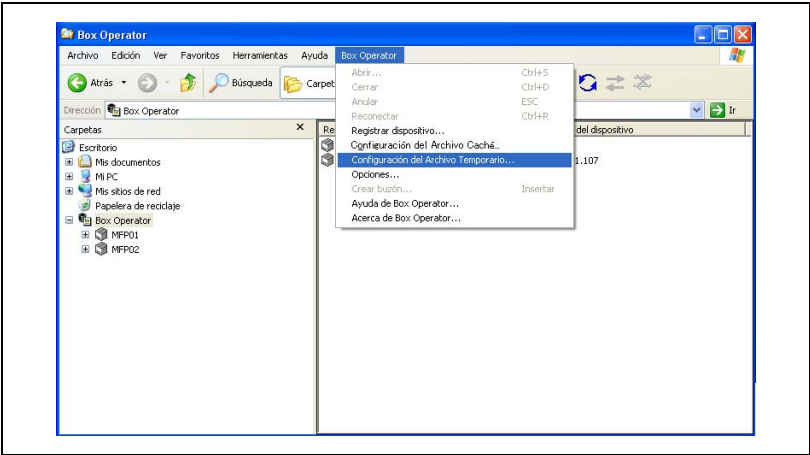 Box Operator
Archivo Edición Ver Favoritos Herramientas Ayuda Box Operator
Atrás Búsqueda Carpet
Dirección Box Operator Ir
Carpetas
Escritorio
Mis documentos
Mi PC
Mis sitios de red
Papelera de reciclaje
Box Operator
MFP01
MFP02
Re del dispositivo
1.107
Abrir... Ctrl+S
Cerrar Ctrl+D
Anular ESC
Reconectar Ctrl+R
Registrar dispositivo...
Configuración del Archivo Caché..
Configuración del Archivo Temporario...
Opciones...
Crear buzón... Insertar
Ayuda de Box Operator...
Acerca de Box Operator...